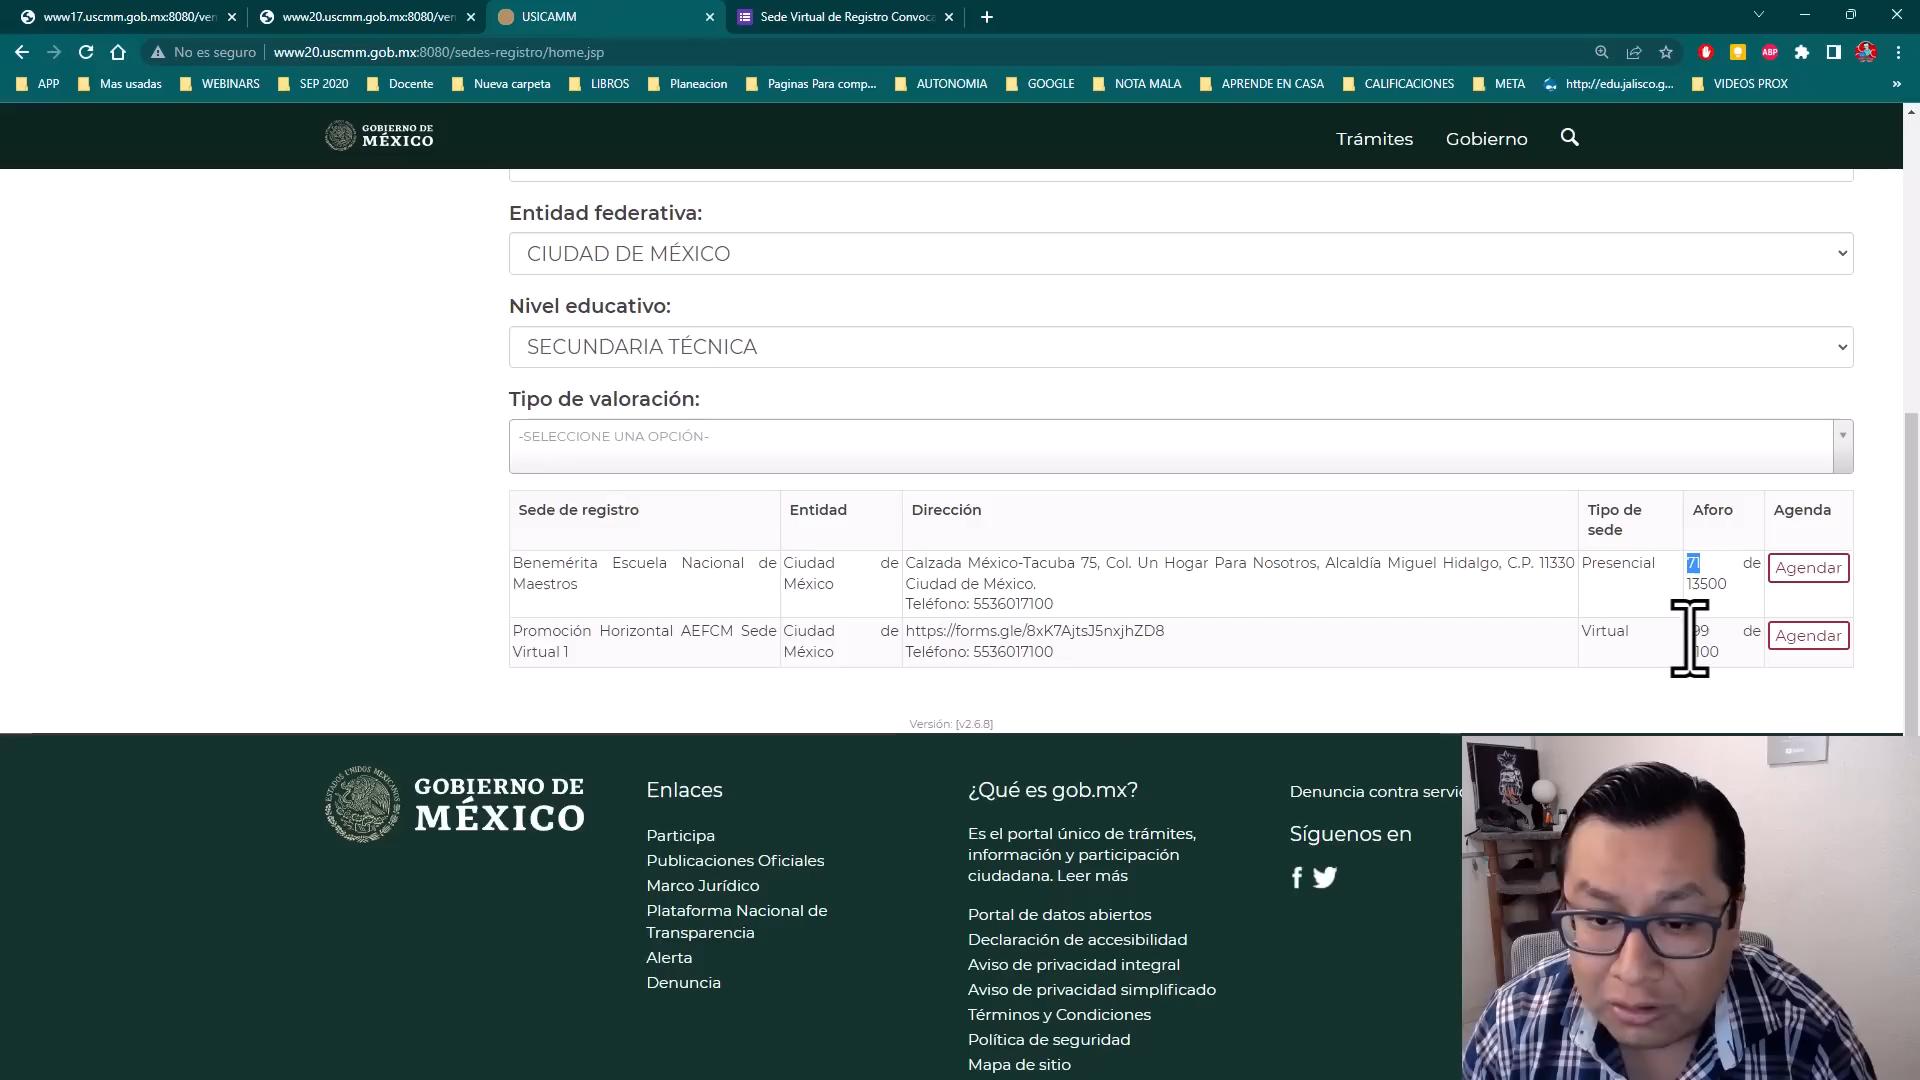 www17.uscmm.gob.mx:8080/ven
www20.uscmm.gob.mx:8080/ven
USICAMM
Sede Virtual de Registro Convoca
No es seguro
www20.uscmm.gob.mx:8080/sedes-registro/home.jsp
APP
Mas usadas
WEBINARS
SEP 2020
Docente
Nueva carpeta
LIBROS
Planeacion
Paginas Para comp...
AUTONOMIA
GOOGLE
NOTA MALA
APRENDE EN CASA
CALIFICACIONES
META
http://edu.jalisco.g...
VIDEOS PROX
GOBIERNO DE
MÉXICO
Trámites
Gobierno
Entidad federativa:
CIUDAD DE MÉXICO
Nivel educativo:
SECUNDARIA TÉCNICA
Tipo de valoración:
-SELECCIONE UNA OPCIÓN-
Sede de registro
Entidad
Dirección
Tipo de
sede
Aforo
Agenda
Benemérita Escuela Nacional de
Maestros
Ciudad de
México
Calzada México-Tacuba 75, Col. Un Hogar Para Nosotros, Alcaldía Miguel Hidalgo, C.P. 11330
Ciudad de México.
Teléfono: 5536017100
Presencial
71 de
13500
Agendar
Promoción Horizontal AEFCM Sede
Virtual 1
Ciudad de
México
https://forms.gle/8xK7AjtsJ5nxjhZD8
Teléfono: 5536017100
Virtual
de
Agendar
Versión: [v2.6.8]
GOBIERNO DE
MÉXICO
Enlaces
Participa
Publicaciones Oficiales
Marco Jurídico
Plataforma Nacional de
Transparencia
Alerta
Denuncia
¿Qué es gob.mx?
Es el portal único de trámites,
información y participación
ciudadana. Leer más
Portal de datos abiertos
Declaración de accesibilidad
Aviso de privacidad integral
Aviso de privacidad simplificado
Términos y Condiciones
Política de seguridad
Mapa de sitio
Denuncia contra servic
Síguenos en